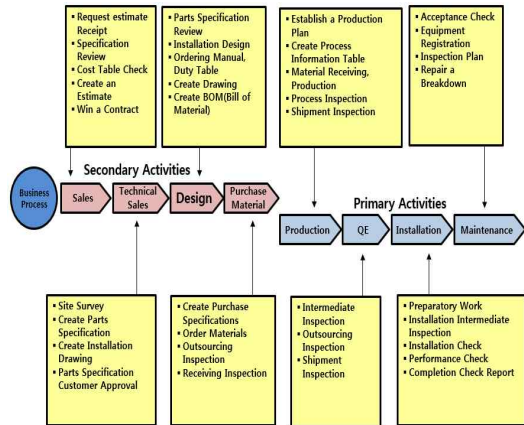 ▪ Request estimate
Receipt
▪ Specification
Review
▪ Cost Table Check
▪ Create an
Estimate
▪ Win a Contract
▪ Parts Specification
Review
▪ Installation Design
▪ Ordering Manual,
Duty Table
▪ Create Drawing
▪ Create BOM(Bill of
Material)
▪ Establish a Production
Plan
▪ Create Process
Information Table
▪ Material Receiving,
Production
▪ Process Inspection
▪ Shipment Inspection
▪ Acceptance Check
▪ Equipment
Registration
▪ Inspection Plan
▪ Repair a
Breakdown
Secondary Activities
Business
Process
Sales
Technical
Sales
Design
Purchase
Material
Primary Activities
Production
QE
Installation
Maintenance
▪ Site Survey
▪ Create Parts
Specification
▪ Create Installation
Drawing
▪ Parts Specification
Customer Approval
▪ Create Purchase
Specifications
▪ Order Materials
▪ Outsourcing
Inspection
▪ Receiving Inspection
▪ Intermediate
Inspection
▪ Outsourcing
Inspection
▪ Shipment
Inspection
▪ Preparatory Work
▪ Installation Intermediate
Inspection
▪ Installation Check
▪ Performance Check
▪ Completion Check Report